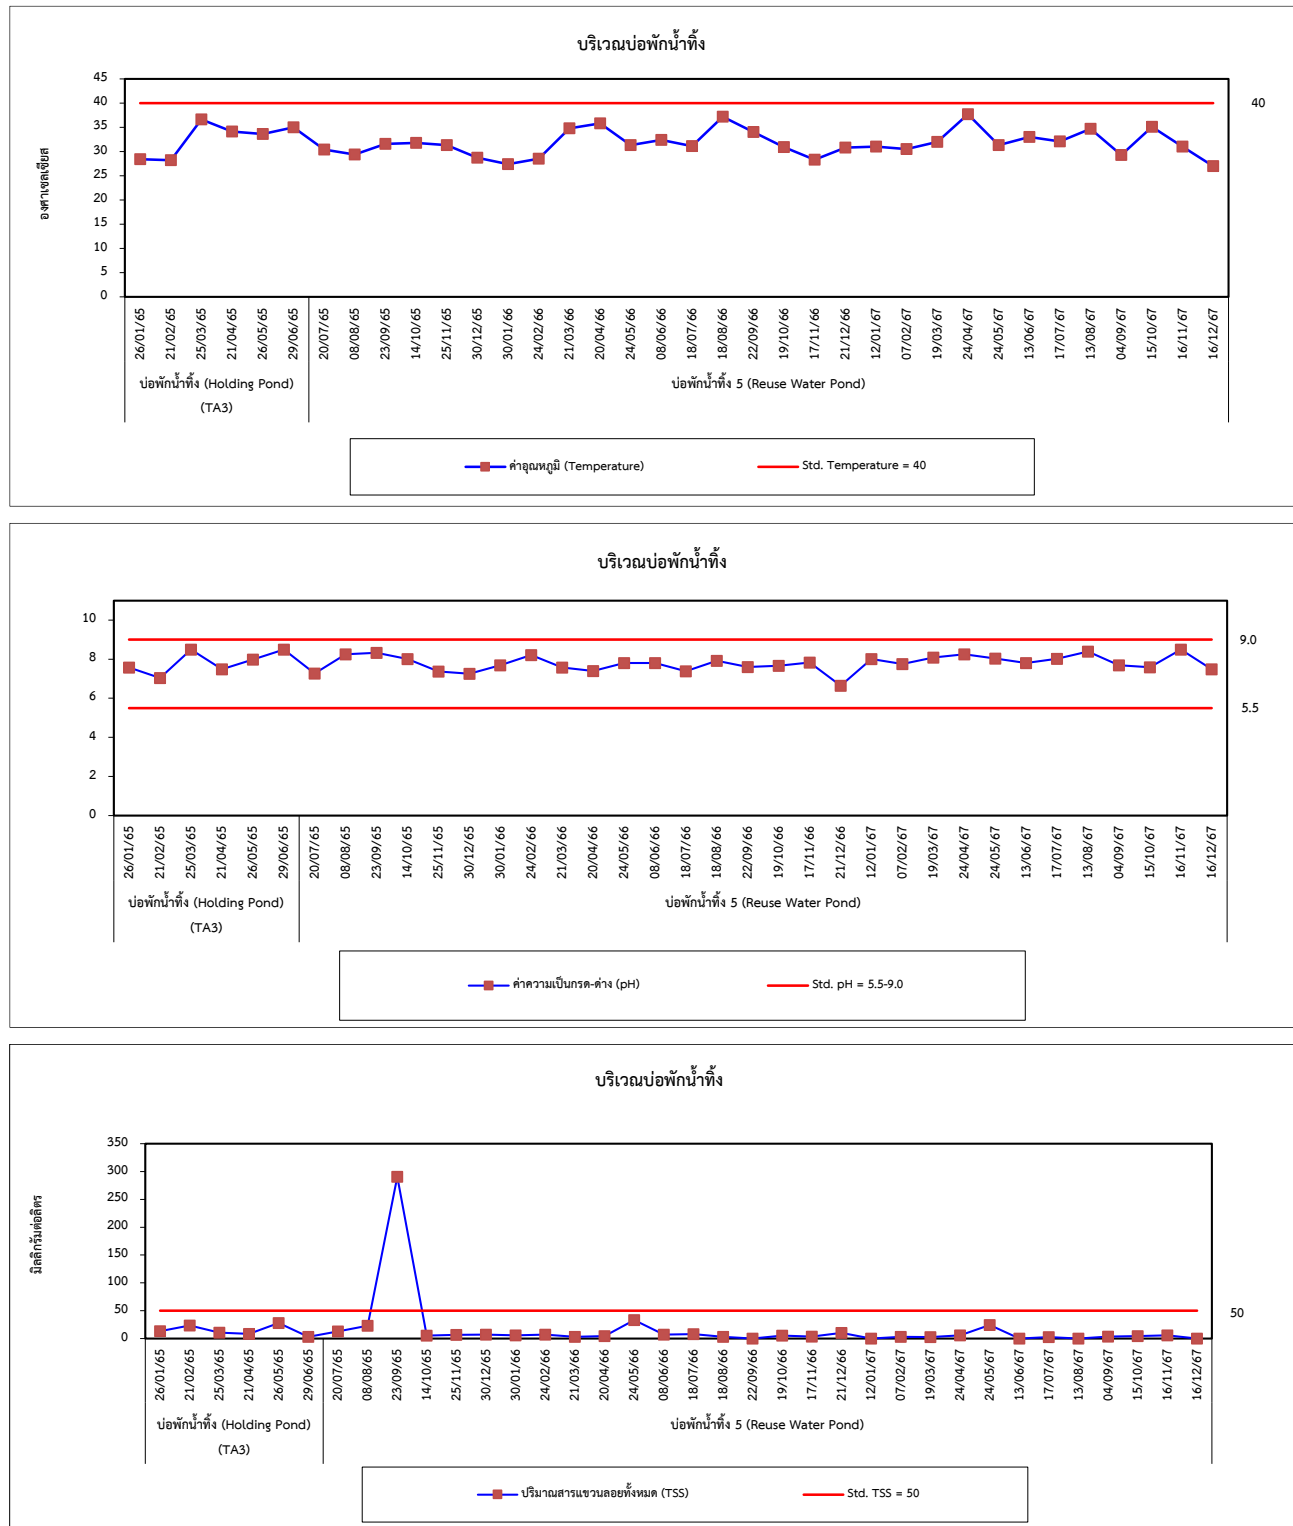 บริเวณบ่อพักน้ำทิ้ง
องศาเซลเซียส
45
40
35
30
25
20
15
10
5
0
40
26/01/65 21/02/65 25/03/65 21/04/65 26/05/65 29/06/65 20/07/65 08/08/65 23/09/65 14/10/65 25/11/65 30/12/65 30/01/66 24/02/66 21/03/66 20/04/66 24/05/66 08/06/66 18/07/66 18/08/66 22/09/66 19/10/66 17/11/66 21/12/66 12/01/67 07/02/67 19/03/67 24/04/67 24/05/67 13/06/67 17/07/67 13/08/67 04/09/67 15/10/67 16/11/67 16/12/67
บ่อพักน้ำทิ้ง (Holding Pond) บ่อพักน้ำทิ้ง 5 (Reuse Water Pond)
(TA3)
ค่าอุณหภูมิ (Temperature) Std. Temperature = 40
บริเวณบ่อพักน้ำทิ้ง
10
8
6
4
2
0
9.0
5.5
26/01/65 21/02/65 25/03/65 21/04/65 26/05/65 29/06/65 20/07/65 08/08/65 23/09/65 14/10/65 25/11/65 30/12/65 30/01/66 24/02/66 21/03/66 20/04/66 24/05/66 08/06/66 18/07/66 18/08/66 22/09/66 19/10/66 17/11/66 21/12/66 12/01/67 07/02/67 19/03/67 24/04/67 24/05/67 13/06/67 17/07/67 13/08/67 04/09/67 15/10/67 16/11/67 16/12/67
บ่อพักน้ำทิ้ง (Holding Pond) บ่อพักน้ำทิ้ง 5 (Reuse Water Pond)
(TA3)
ค่าความเป็นกรด-ด่าง (pH) Std. pH = 5.5-9.0
บริเวณบ่อพักน้ำทิ้ง
มิลลิกรัมต่อลิตร
350
300
250
200
150
100
50
0
50
26/01/65 21/02/65 25/03/65 21/04/65 26/05/65 29/06/65 20/07/65 08/08/65 23/09/65 14/10/65 25/11/65 30/12/65 30/01/66 24/02/66 21/03/66 20/04/66 24/05/66 08/06/66 18/07/66 18/08/66 22/09/66 19/10/66 17/11/66 21/12/66 12/01/67 07/02/67 19/03/67 24/04/67 24/05/67 13/06/67 17/07/67 13/08/67 04/09/67 15/10/67 16/11/67 16/12/67
บ่อพักน้ำทิ้ง (Holding Pond) บ่อพักน้ำทิ้ง 5 (Reuse Water Pond)
(TA3)
ปริมาณสารแขวนลอยทั้งหมด (TSS) Std. TSS = 50